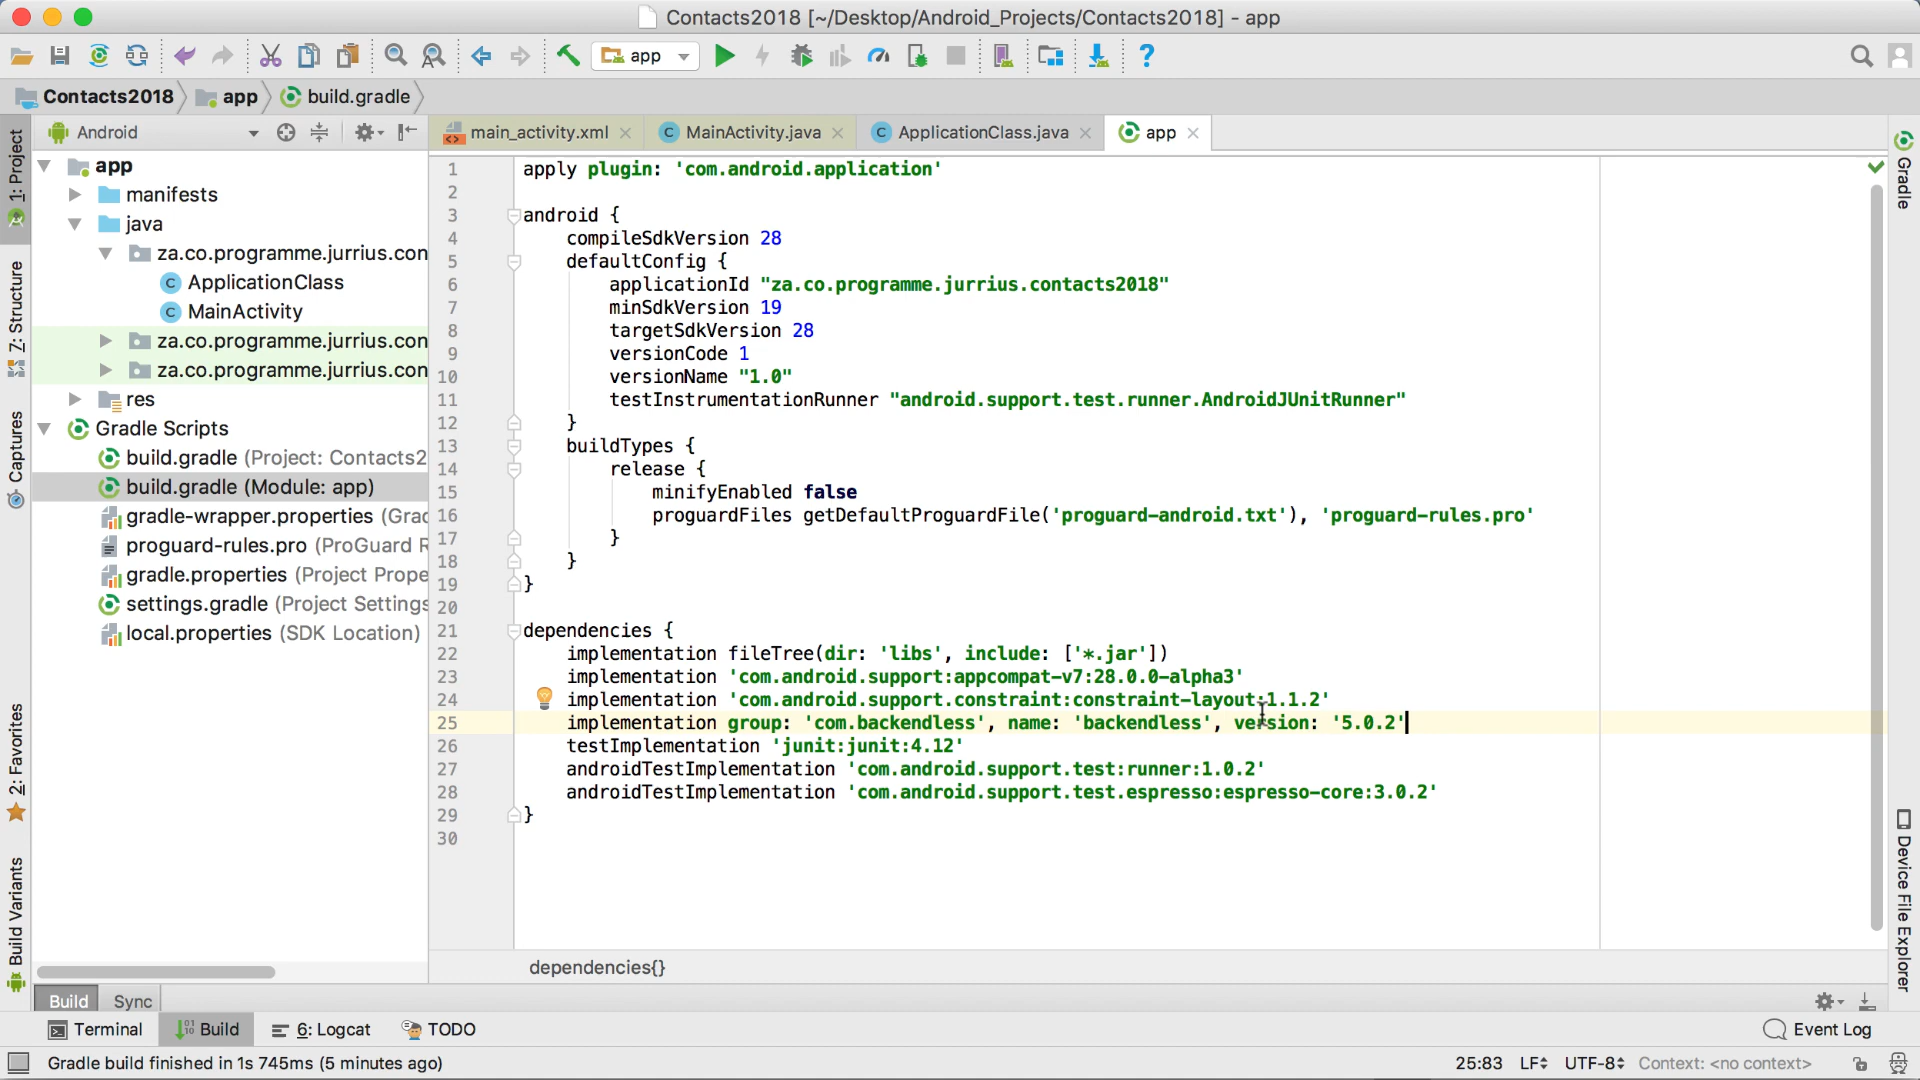 Contacts2018 [~/Desktop/Android_Projects/Contacts2018] - app
app
Contacts2018
app
build.gradle
Android
main_activity.xml
MainActivity.java
ApplicationClass.java
app
1: Project
Z: Structure
Captures
2: Favorites
Build Variants
app
manifests
java
za.co.programme.jurrius.con
ApplicationClass
MainActivity
za.co.programme.jurrius.con
za.co.programme.jurrius.con
res
Gradle Scripts
build.gradle (Project: Contacts2
build.gradle (Module: app)
gradle-wrapper.properties (Grad
proguard-rules.pro (ProGuard R
gradle.properties (Project Prope
settings.gradle (Project Settings
local.properties (SDK Location)
1 apply plugin: 'com.android.application'
2
3 android {
4 compileSdkVersion 28
5 defaultConfig {
6 applicationId "za.co.programme.jurrius.contacts2018"
7 minSdkVersion 19
8 targetSdkVersion 28
9 versionCode 1
10 versionName "1.0"
11 testInstrumentationRunner "android.support.test.runner.AndroidJUnitRunner"
12 }
13 buildTypes {
14 release {
15 minifyEnabled false
16 proguardFiles getDefaultProguardFile('proguard-android.txt'), 'proguard-rules.pro'
17 }
18 }
19 }
20
21 dependencies {
22 implementation fileTree(dir: 'libs', include: ['*.jar'])
23 implementation 'com.android.support:appcompat-v7:28.0.0-alpha3'
24 implementation 'com.android.support.constraint:constraint-layout:1.1.2'
25 implementation group: 'com.backendless', name: 'backendless', version: '5.0.2'
26 testImplementation 'junit:junit:4.12'
27 androidTestImplementation 'com.android.support.test:runner:1.0.2'
28 androidTestImplementation 'com.android.support.test.espresso:espresso-core:3.0.2'
29 }
30
dependencies{}
Gradle
Device File Explorer
Build
Sync
Terminal
Build
6: Logcat
TODO
Event Log
Gradle build finished in 1s 745ms (5 minutes ago)
25:83
LF
UTF-8
Context: <no context>